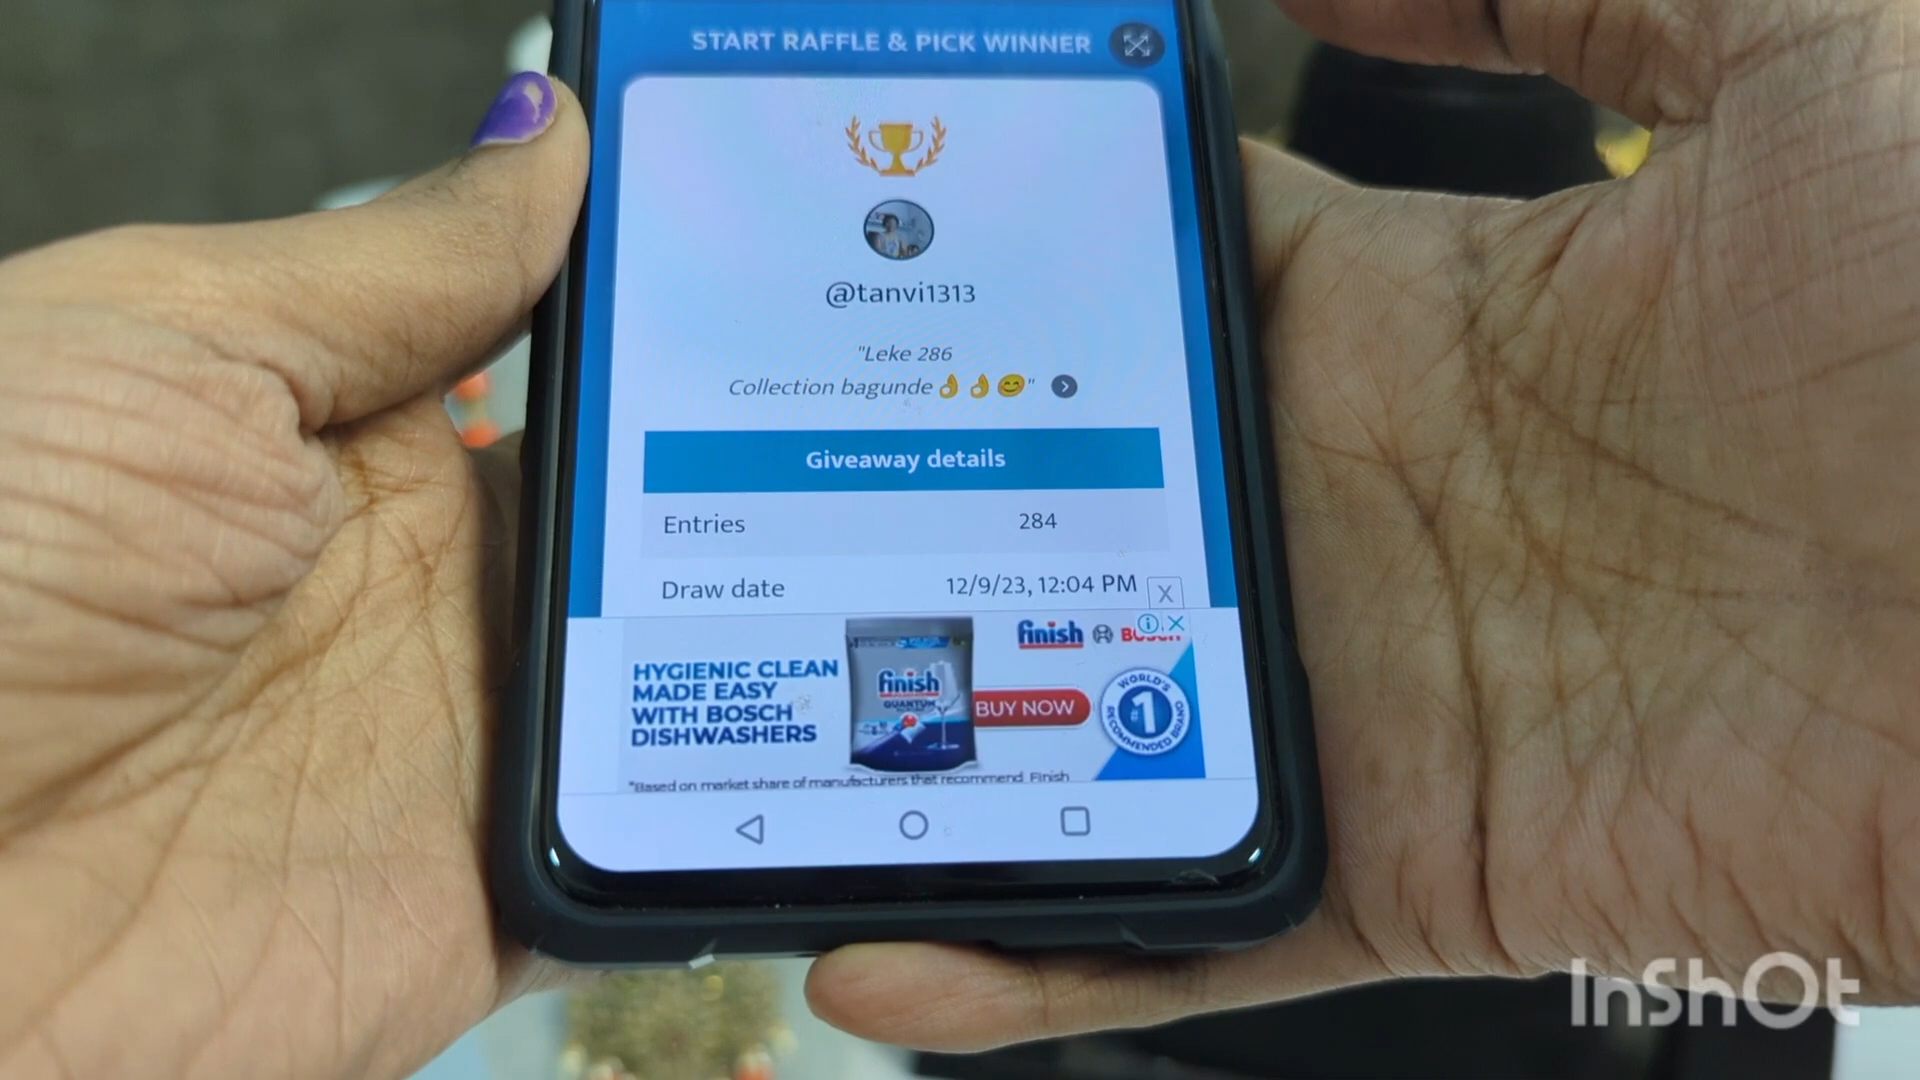 START RAFFLE & PICK WINNER
@tanvi1313
"Leke 286
Collection bagunde👌👌😊"
Giveaway details
Entries 284
Draw date 12/9/23, 12:04 PM
X
finish BOSCH
HYGIENIC CLEAN
MADE EASY
WITH BOSCH
DISHWASHERS
finish
QUANTUM
BUY NOW
WORLD'S
#1
RECOMMENDED BRAND
*Based on market share of manufacturers that recommend Finish
InShOt